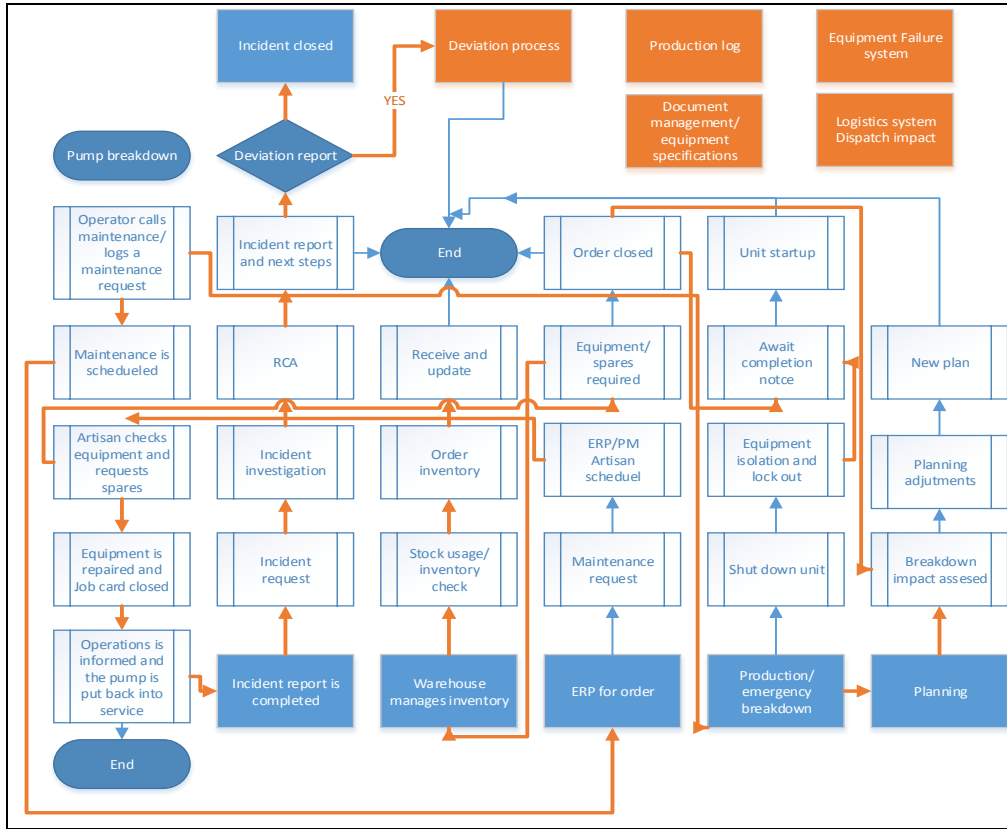 Incident closed
Deviation process
Production log
Equipment Failure
system
YES
Document
management/
equipment
specifications
Logistics system
Dispatch impact
Pump breakdown
Deviation report
Operator calls
maintenance/
logs a
maintenance
request
Incident report
and next steps
End
Order closed
Unit startup
Maintenance is
schedueled
RCA
Receive and
update
Equipment/
spares
required
Await
completion
notce
New plan
Artisan checks
equipment and
requests
spares
Incident
investigation
Order
inventory
ERP/PM
Artisan
scheduel
Equipment
isolation and
lock out
Planning
adjutments
Equipment is
repaired and
Job card closed
Incident
request
Stock usage/
inventory
check
Maintenance
request
Shut down unit
Breakdown
impact assesed
Operations is
informed and
the pump is
put back into
service
Incident report is
completed
Warehouse
manages inventory
ERP for order
Production/
emergency
breakdown
Planning
End